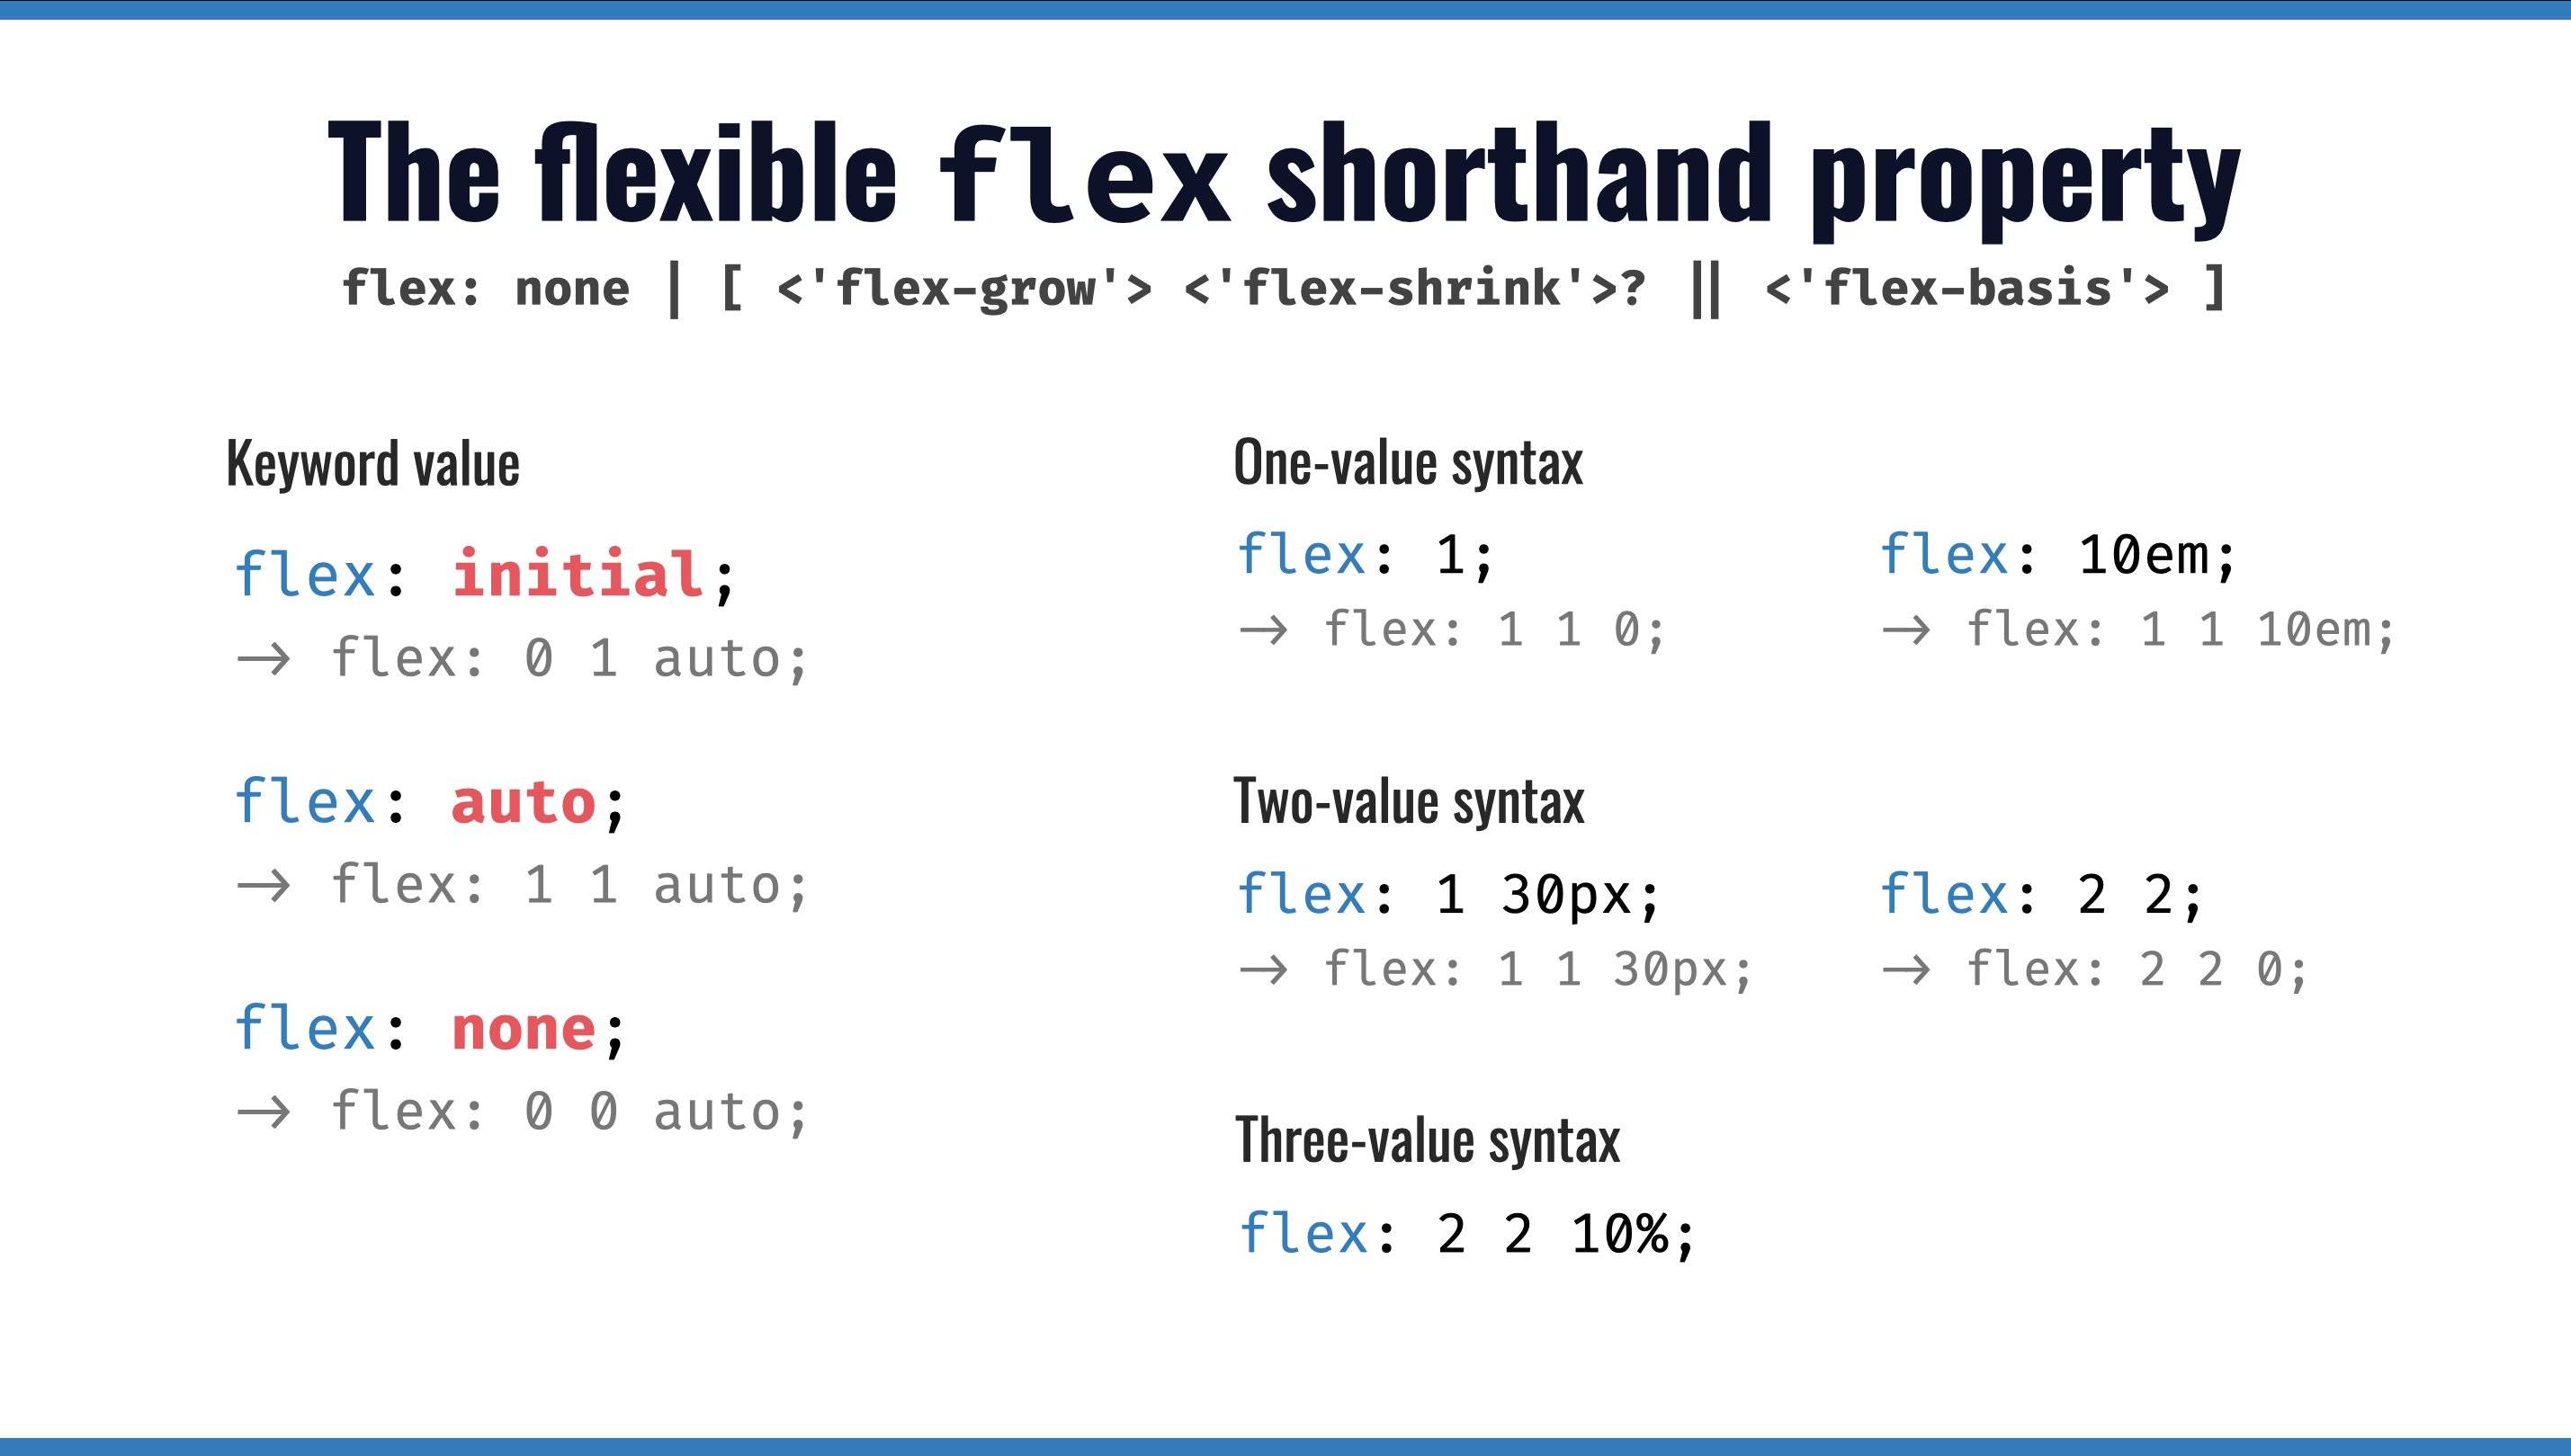 The flexible flex shorthand property
flex: none | [ <'flex-grow'> <'flex-shrink'>? || <'flex-basis'> ]
Keyword value
flex: initial;
→ flex: 0 1 auto;
flex: auto;
→ flex: 1 1 auto;
flex: none;
→ flex: 0 0 auto;
One-value syntax
flex: 1;
→ flex: 1 1 0;
flex: 10em;
→ flex: 1 1 10em;
Two-value syntax
flex: 1 30px;
→ flex: 1 1 30px;
flex: 2 2;
→ flex: 2 2 0;
Three-value syntax
flex: 2 2 10%;